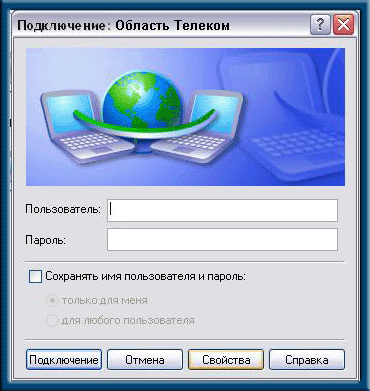 Подключение: Область Телеком
Пользователь:
Пароль:
Сохранять имя пользователя и пароль:
только для меня
для любого пользователя
Подключение Отмена Свойства Справка